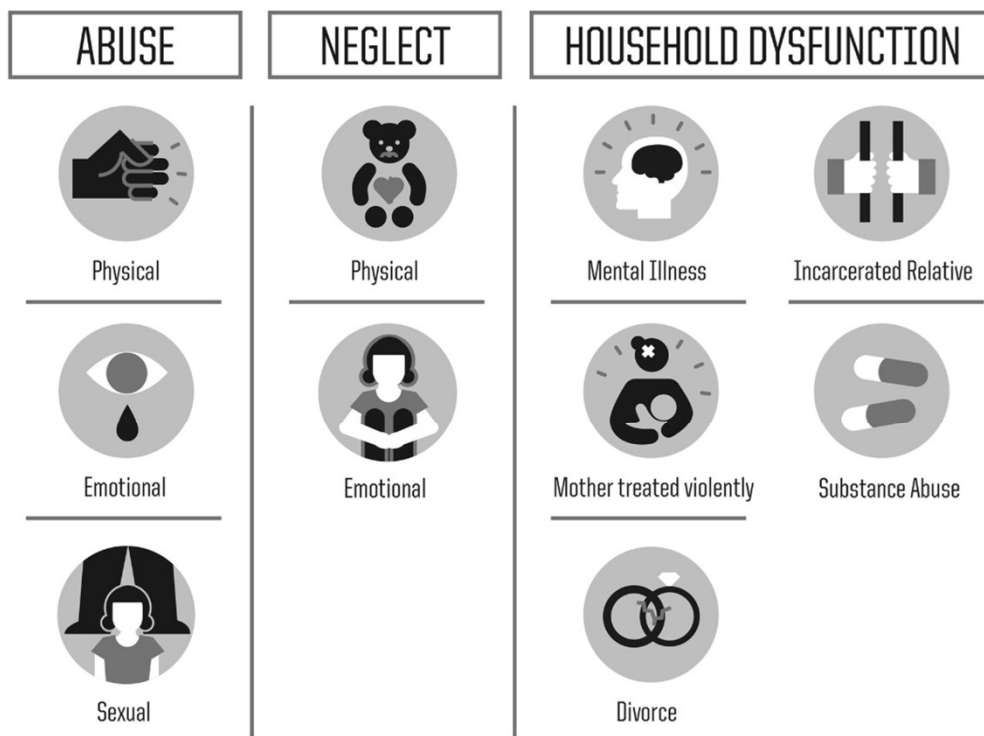 ABUSE
NEGLECT
HOUSEHOLD DYSFUNCTION
Physical
Physical
Mental Illness
Incarcerated Relative
Emotional
Emotional
Mother treated violently
Substance Abuse
Sexual
Divorce